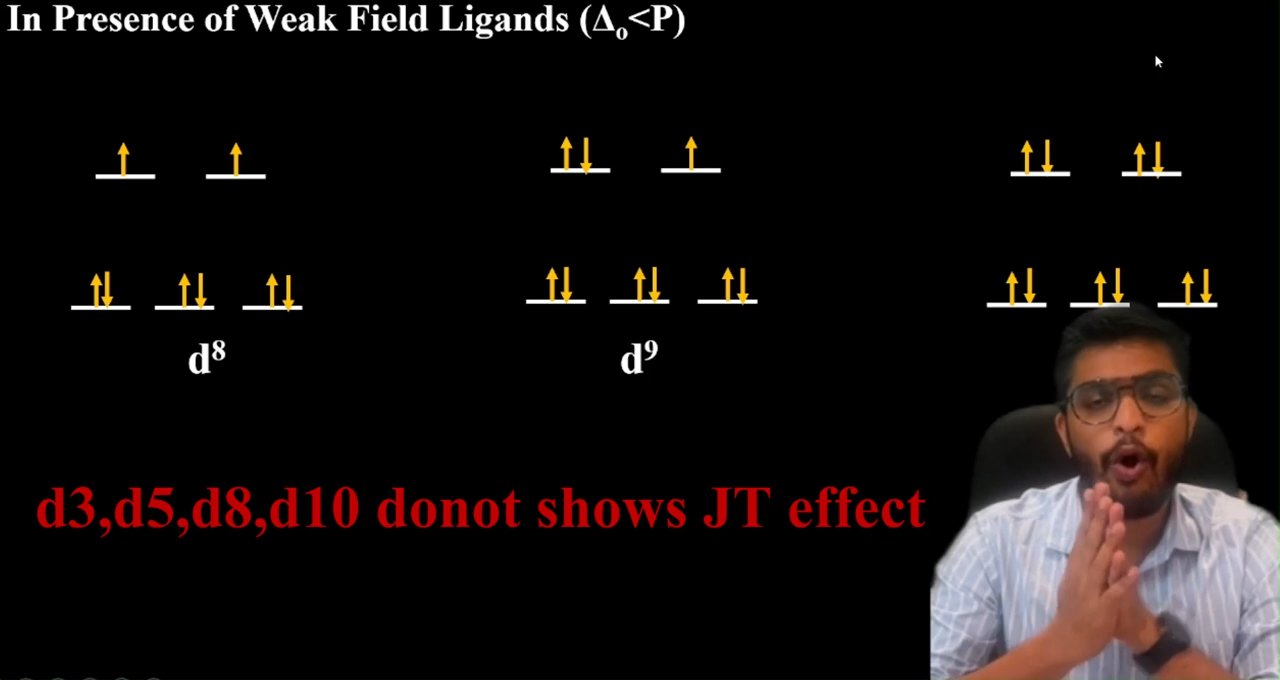 In Presence of Weak Field Ligands (Δₒ<P)
d⁸
d⁹
d3,d5,d8,d10 donot shows JT effect